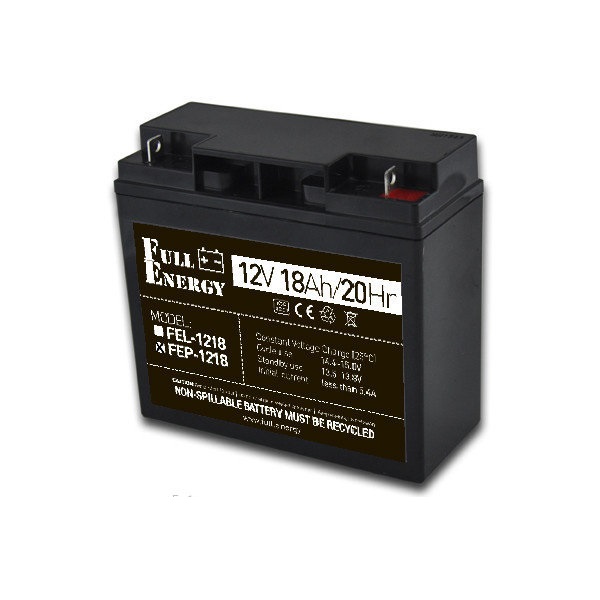 FULL
ENERGY
12V 18Ah/20Hr
MODEL:
FEL-1218
FEP-1218
Constant Voltage Charge (25°C)
Cycle use 14.4-15.0V
Standby use 13.5-13.8V
Initial current less than 5.4A
CAUTION:
NON-SPILLABLE BATTERY MUST BE RECYCLED